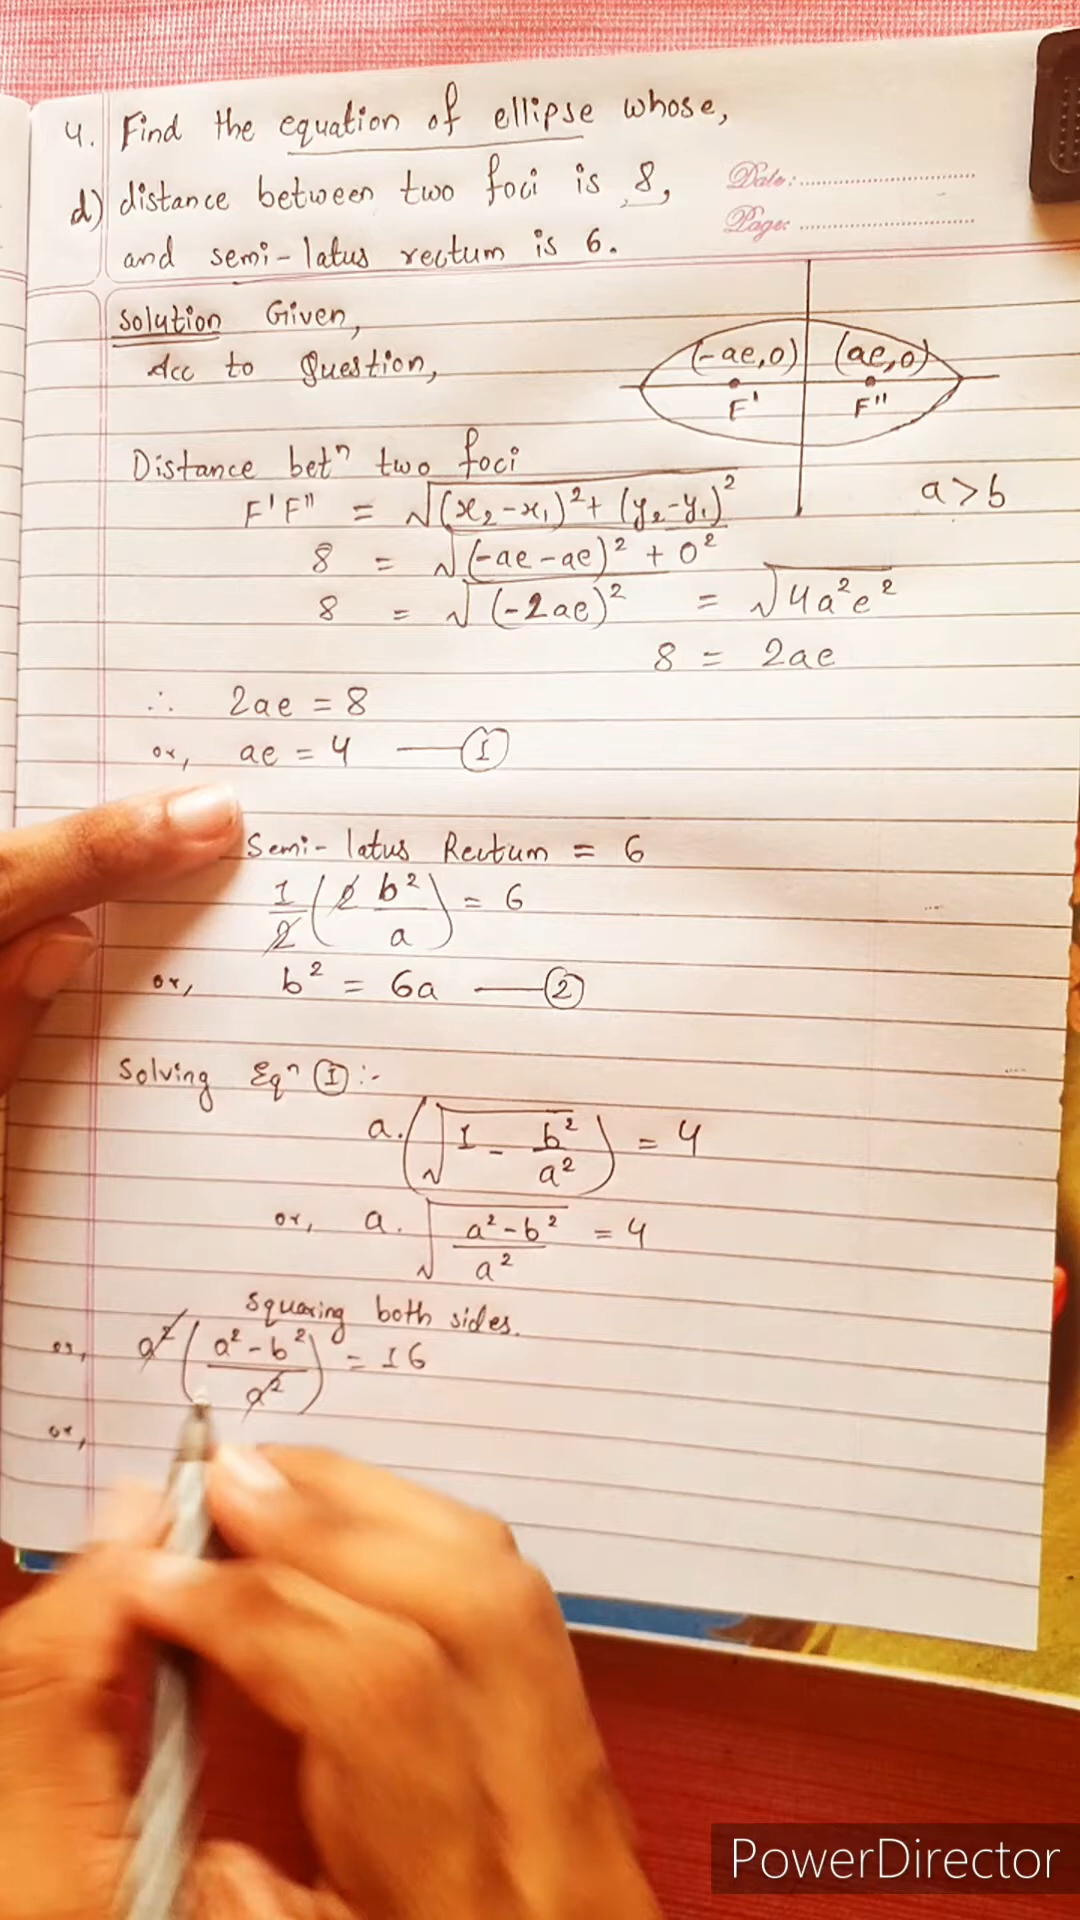 4. Find the equation of ellipse whose,
d) distance between two foci is 8,
and semi-latus rectum is 6.
Date:
Page:
Solution Given,
Acc to Question,
(-ae,0) (ae,0)
F' F"
a>b
Distance betⁿ two foci
F'F" = √(x₂-x₁)²+(y₂-y₁)²
8 = √(-ae-ae)²+0²
8 = √(-2ae)² = √4a²e²
8 = 2ae
∴ 2ae = 8
or, ae = 4 —(I)
Semi-latus Rectum = 6
1/2 (2 b²/a) = 6
or, b² = 6a —(2)
Solving Eqⁿ (I):-
a.(√1 - b²/a²) = 4
or, a. √a²-b²/a² = 4
Squaring both sides.
or, a² (a²-b²/a²) = 16
or,
PowerDirector